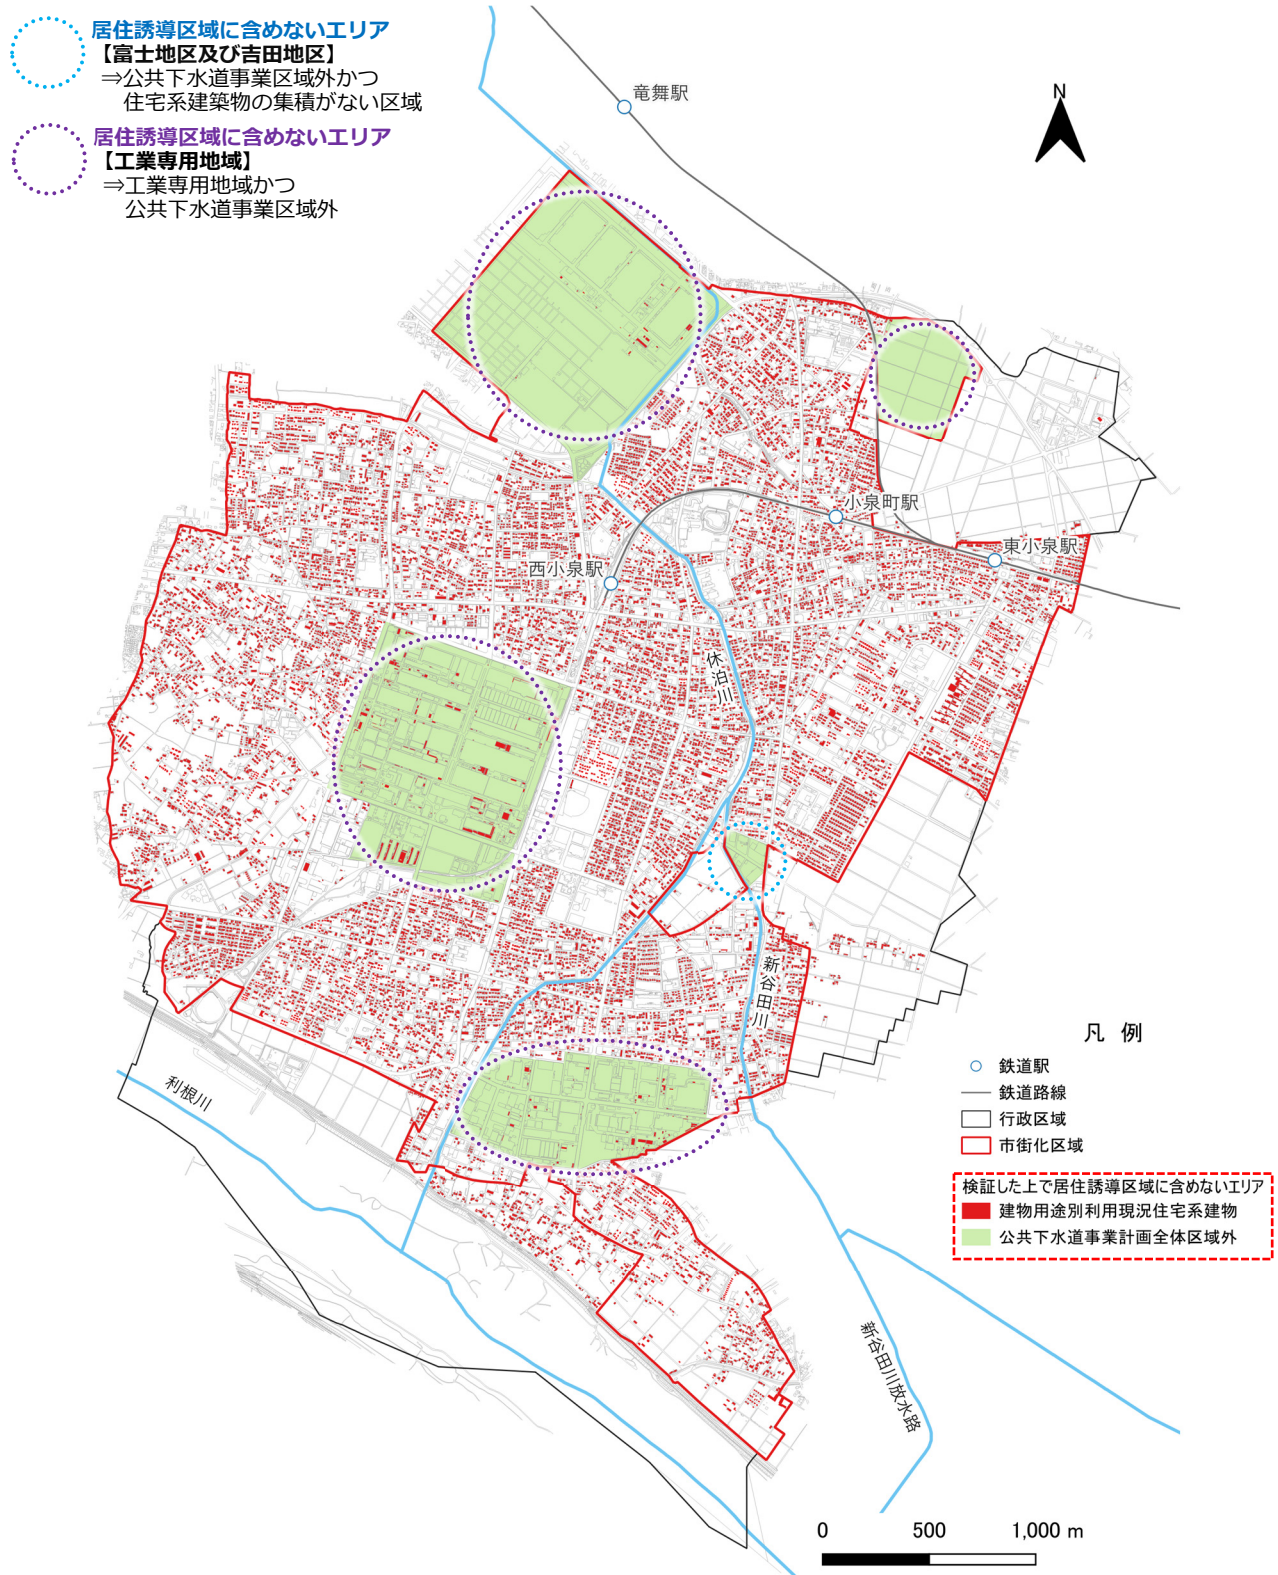 居住誘導区域に含めないエリア
【富士地区及び吉田地区】
⇒公共下水道事業区域外かつ
住宅系建築物の集積がない区域
居住誘導区域に含めないエリア
【工業専用地域】
⇒工業専用地域かつ
公共下水道事業区域外
竜舞駅
N
小泉町駅
東小泉駅
西小泉駅
休泊川
新谷田川
利根川
新谷田川放水路
凡 例
鉄道駅
鉄道路線
行政区域
市街化区域
検証した上で居住誘導区域に含めないエリア
建物用途別利用現況住宅系建物
公共下水道事業計画全体区域外
0 500 1,000 m